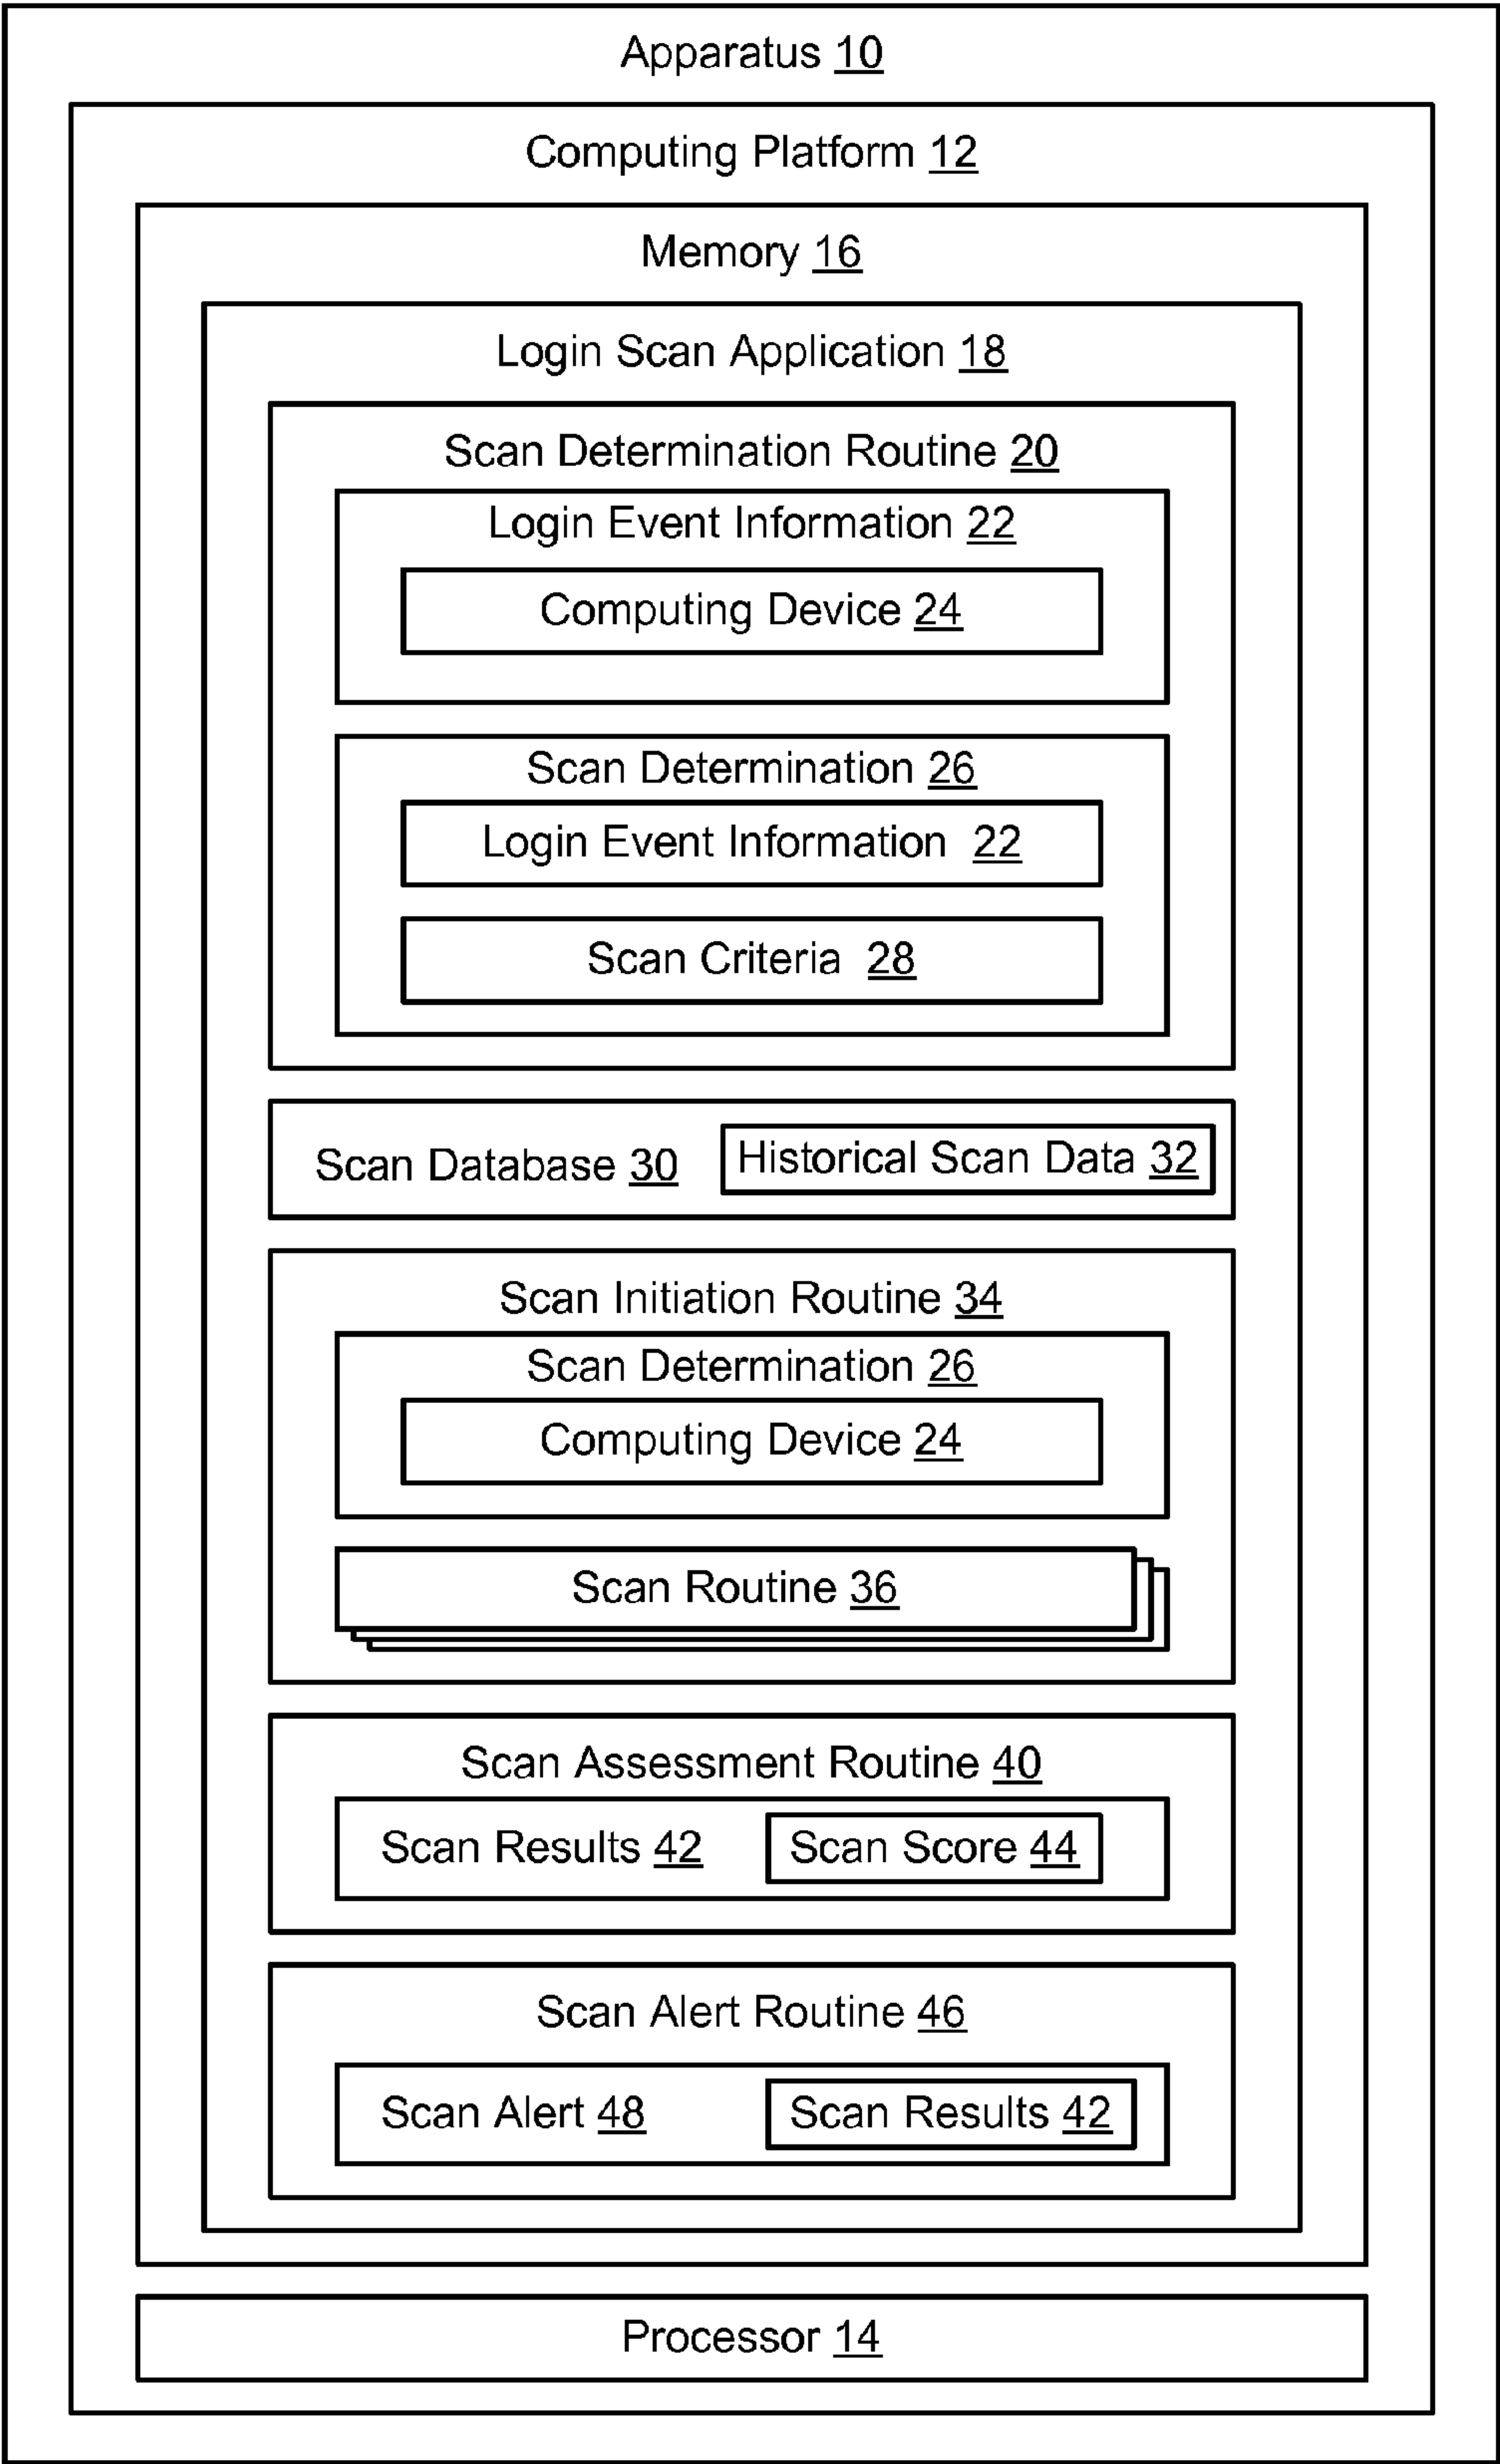 Apparatus 10
Computing Platform 12
Memory 16
Login Scan Application 18
Scan Determination Routine 20
Login Event Information 22
Computing Device 24
Scan Determination 26
Login Event Information 22
Scan Criteria 28
Scan Database 30
Historical Scan Data 32
Scan Initiation Routine 34
Scan Determination 26
Computing Device 24
Scan Routine 36
Scan Assessment Routine 40
Scan Results 42
Scan Score 44
Scan Alert Routine 46
Scan Alert 48
Scan Results 42
Processor 14